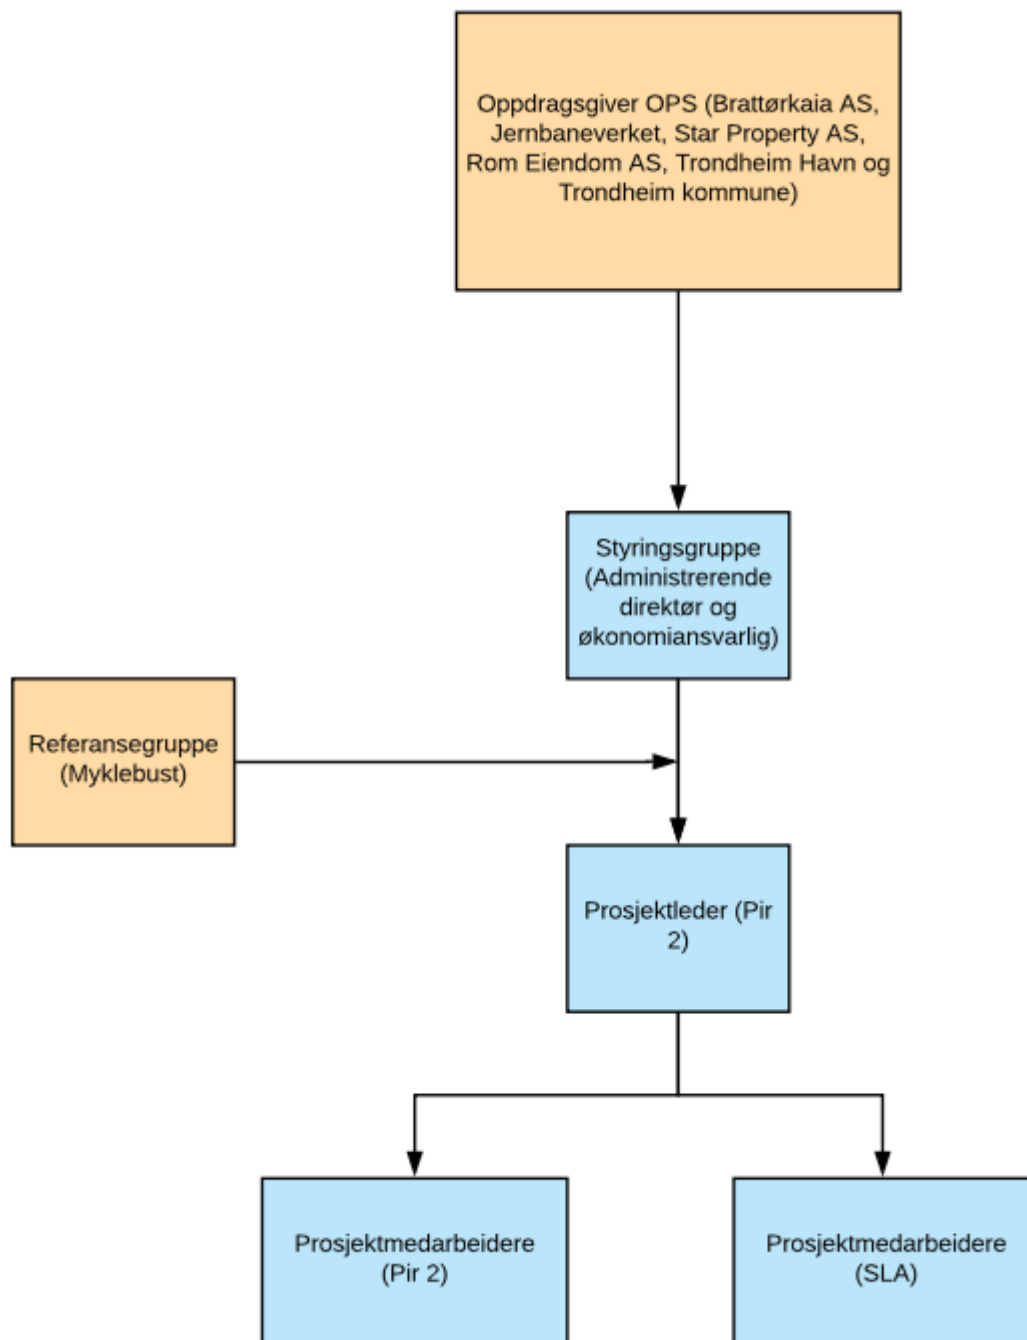 Oppdragsgiver OPS (Brattørkaia AS,
Jernbaneverket, Star Property AS,
Rom Eiendom AS, Trondheim Havn og
Trondheim kommune)
Styringsgruppe
(Administrerende
direktør og
økonomiansvarlig)
Referansegruppe
(Myklebust)
Prosjektleder (Pir
2)
Prosjektmedarbeidere
(Pir 2)
Prosjektmedarbeidere
(SLA)